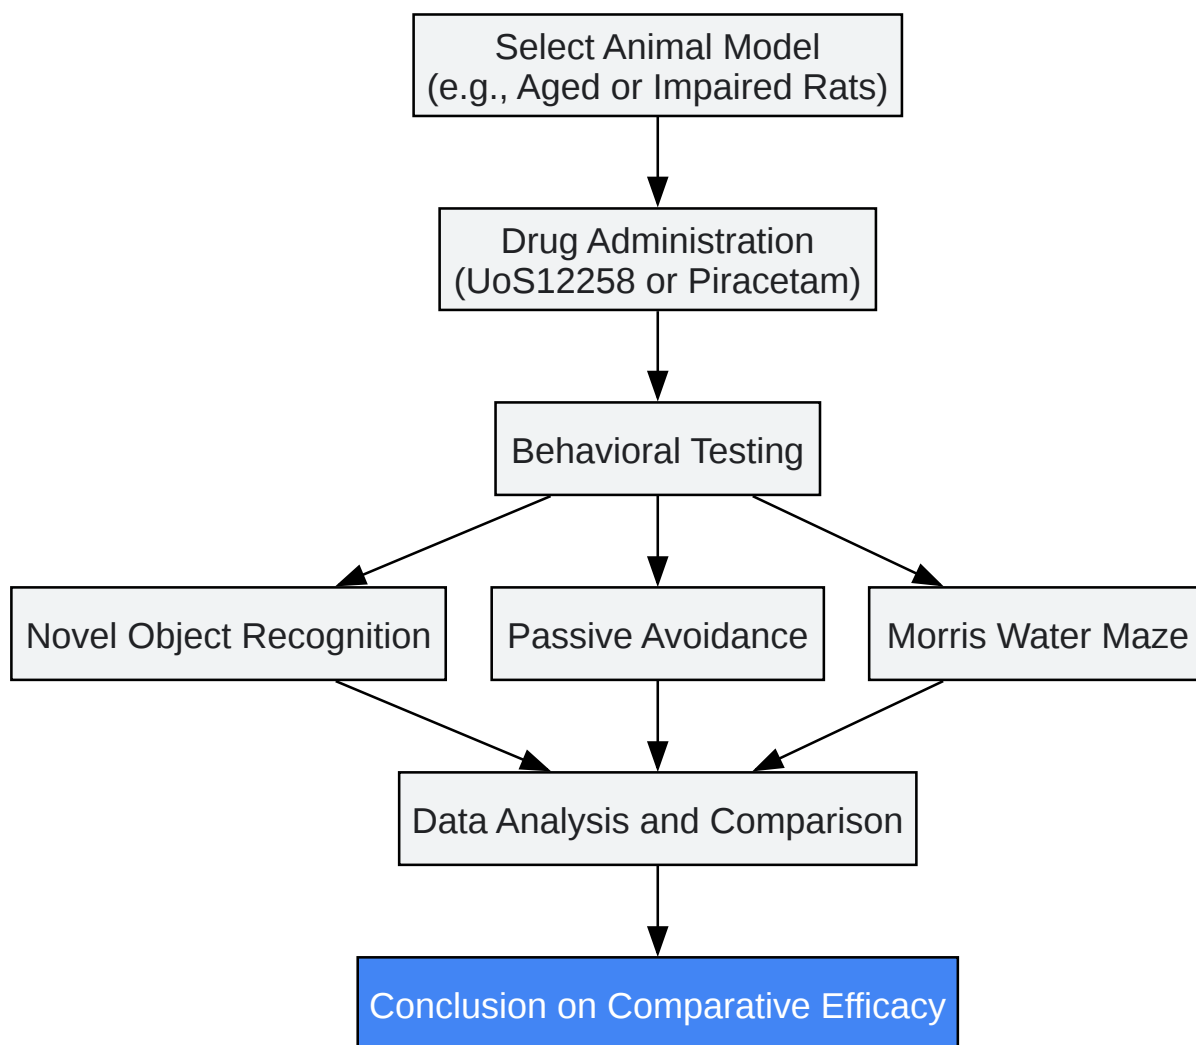 Select Animal Model
(e.g., Aged or Impaired Rats)
Drug Administration
(UoS12258 or Piracetam)
Behavioral Testing
Novel Object Recognition
Passive Avoidance
Morris Water Maze
Data Analysis and Comparison
Conclusion on Comparative Efficacy